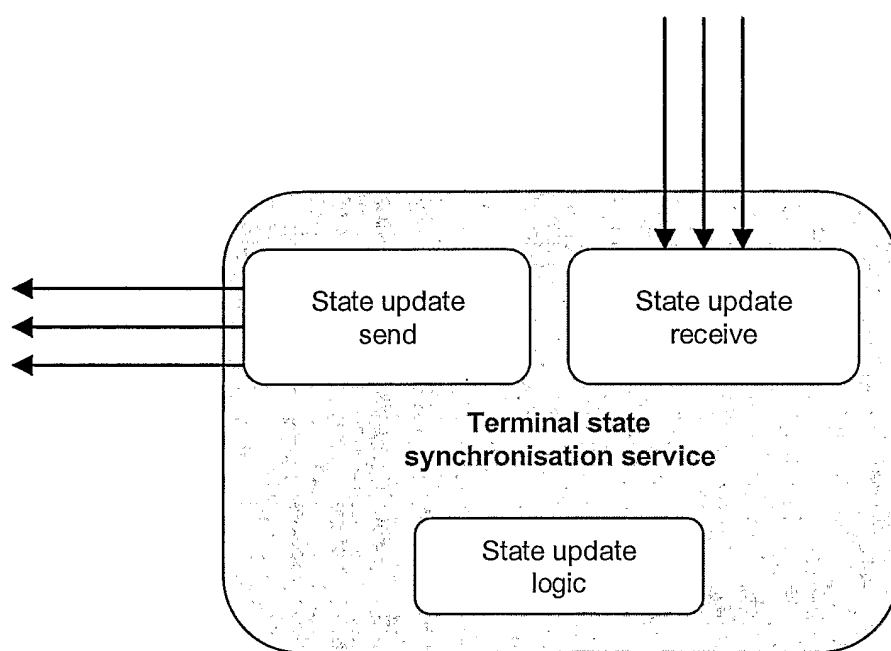 State update
send
State update
receive
Terminal state
synchronisation service
State update
logic